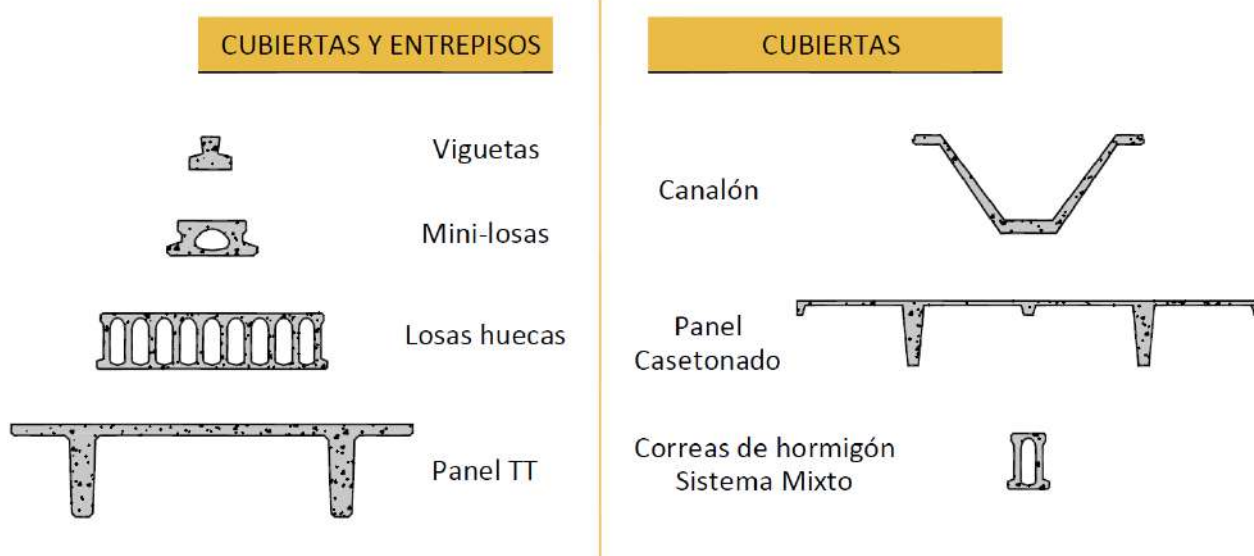 CUBIERTAS Y ENTREPISOS
Viguetas
Mini-losas
Losas huecas
Panel TT
CUBIERTAS
Canalón
Panel
Casetonado
Correas de hormigón
Sistema Mixto